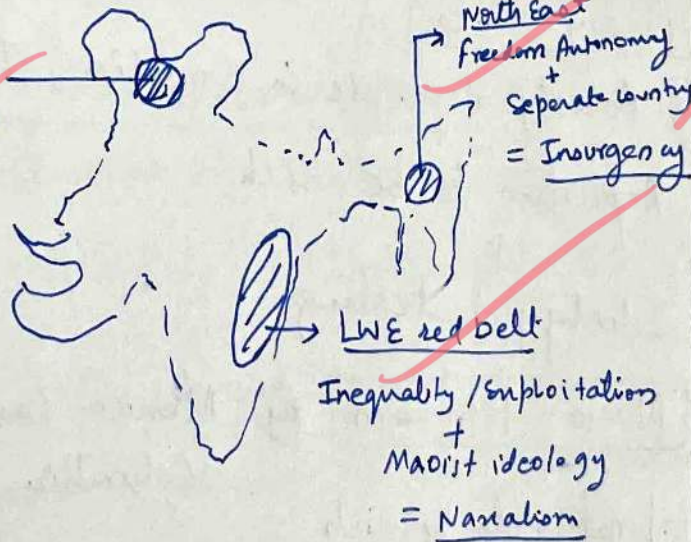 North East
freedom Autonomy
+
Seperate country
= Insurgency
LWE red belt
Inequality / Exploitation
+
Maoist ideology
= Naxalism